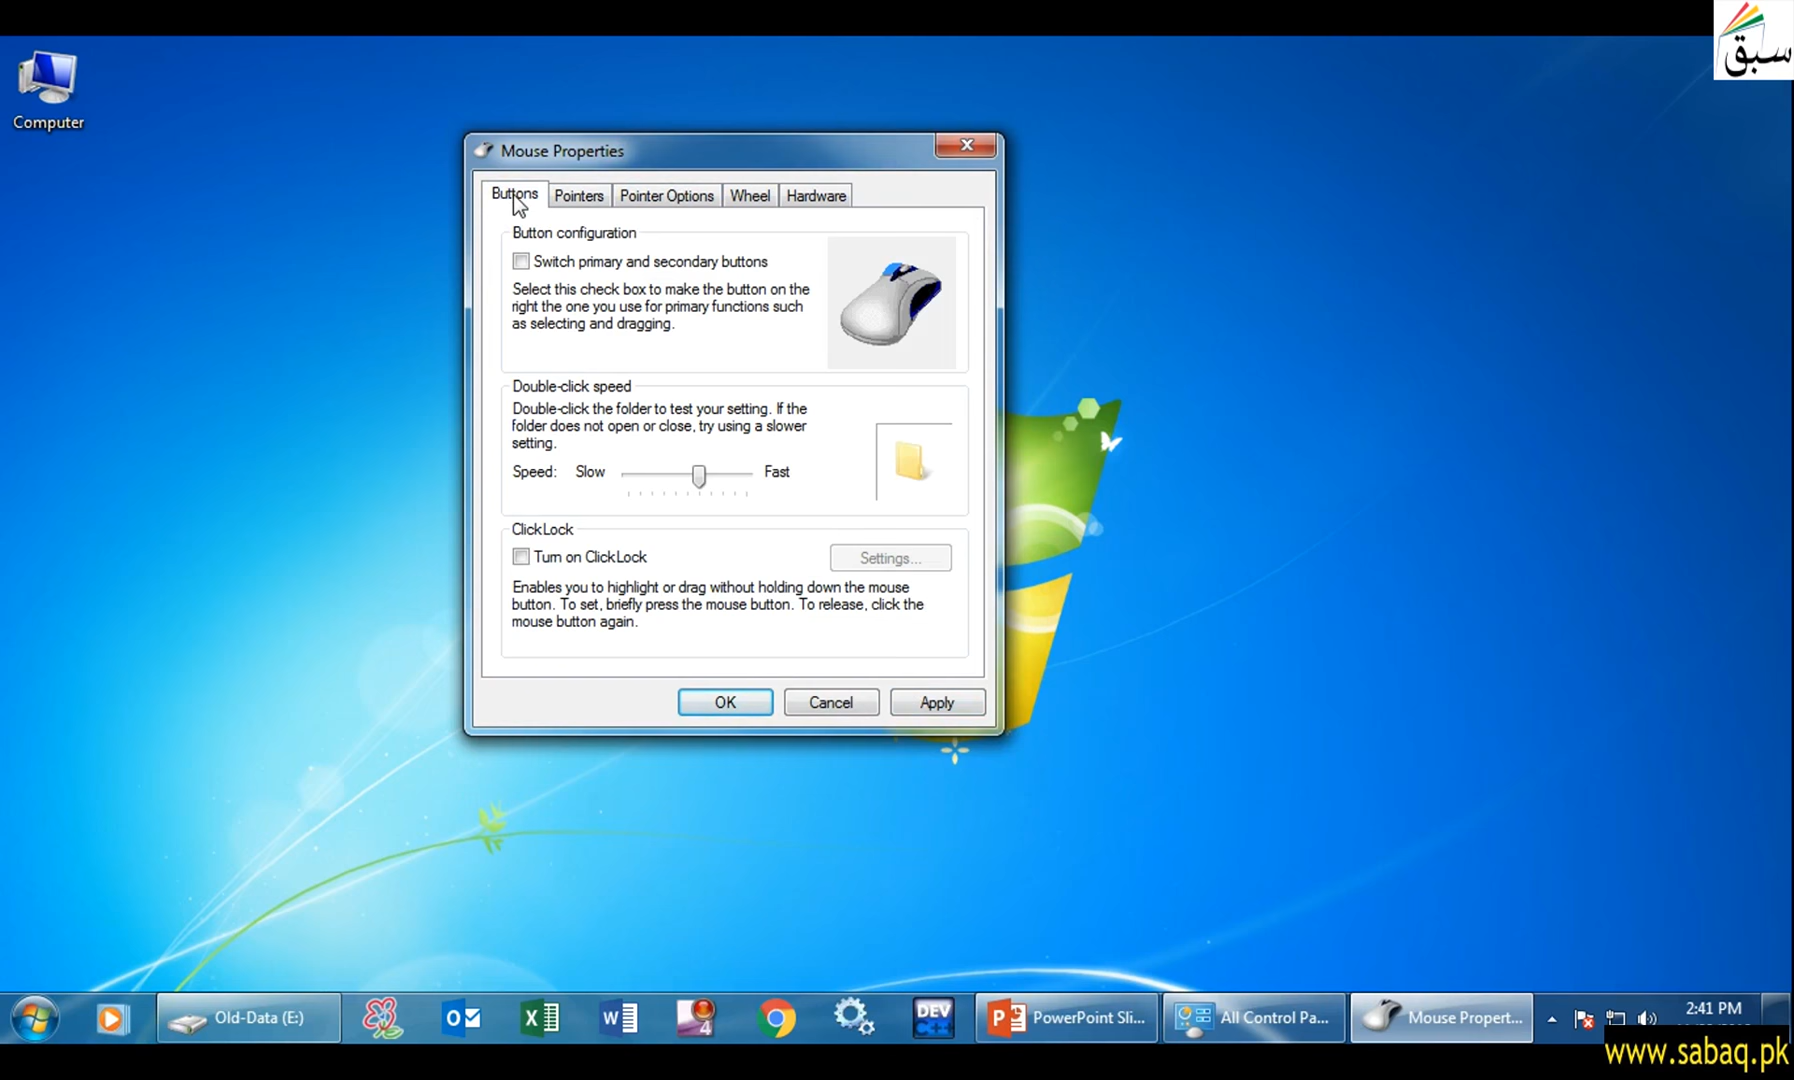 سبق
Computer
Mouse Properties
Buttons Pointers Pointer Options Wheel Hardware
Button configuration
Switch primary and secondary buttons
Select this check box to make the button on the
right the one you use for primary functions such
as selecting and dragging.
Double-click speed
Double-click the folder to test your setting. If the
folder does not open or close, try using a slower
setting.
Speed: Slow Fast
ClickLock
Turn on ClickLock Settings...
Enables you to highlight or drag without holding down the mouse
button. To set, briefly press the mouse button. To release, click the
mouse button again.
OK Cancel Apply
Old-Data (E:) PowerPoint Sli... All Control Pa... Mouse Propert... 2:41 PM
DEV
C++
www.sabaq.pk